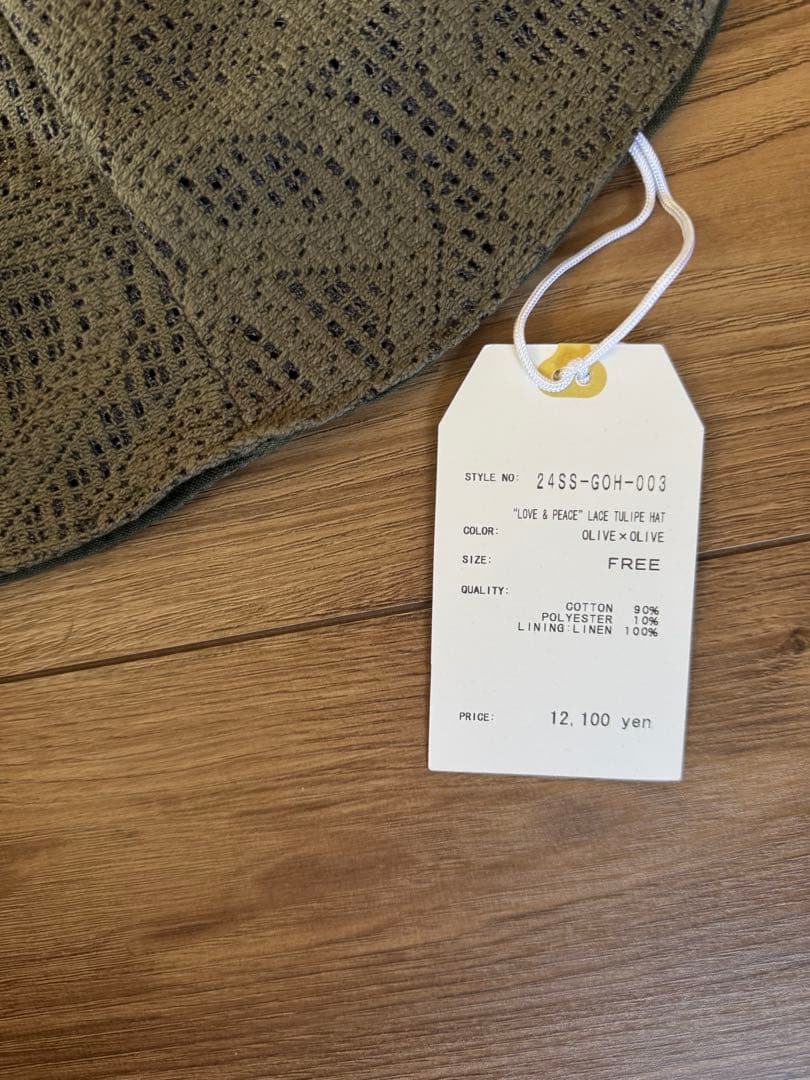 STYLE NO: 24SS-GOH-003
"LOVE & PEACE" LACE TULIPE HAT
COLOR: OLIVE×OLIVE
SIZE: FREE
QUALITY:
COTTON 90%
POLYESTER 10%
LINING:LINEN 100%
PRICE: 12,100 yen